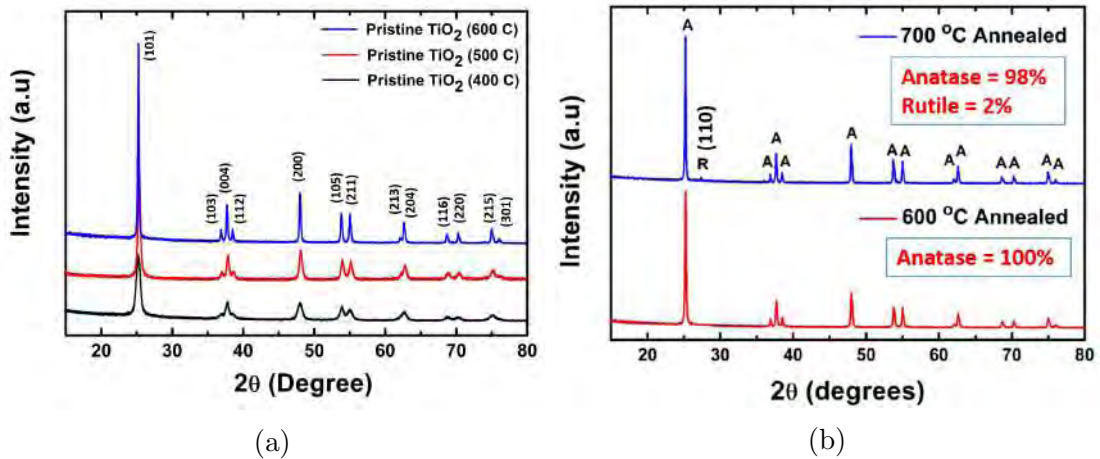 Pristine TiO2 (600 C)
Pristine TiO2 (500 C)
Pristine TiO2 (400 C)
(101)
(103)
(004)
(112)
(200)
(105)
(211)
(213)
(204)
(116)
(220)
(215)
(301)
Intensity (a.u)
20 30 40 50 60 70 80
2θ (Degree)
(a)
700 °C Annealed
Anatase = 98%
Rutile = 2%
A
R (110)
A A A A A A A A A A A A
600 °C Annealed
Anatase = 100%
Intensity (a.u)
20 30 40 50 60 70 80
2θ (degrees)
(b)